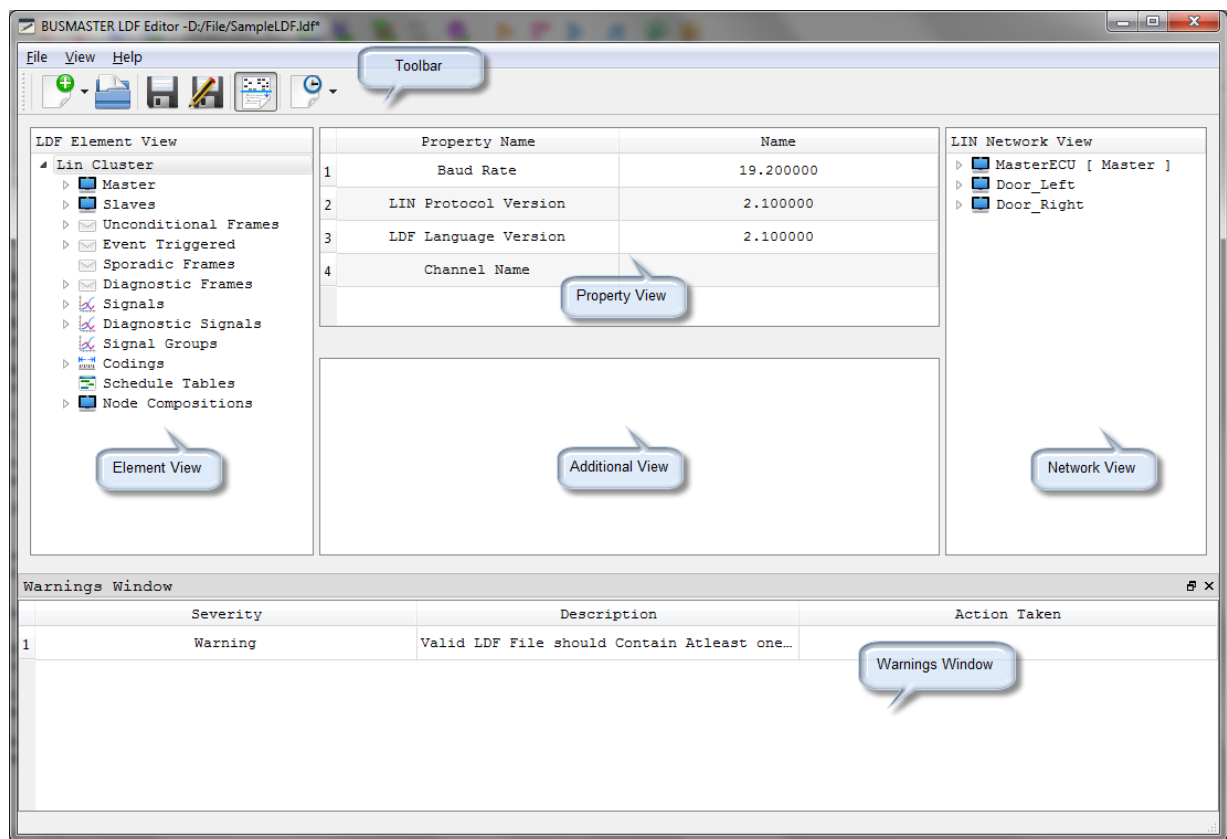 BUSMASTER LDF Editor -D:/File/SampleLDF.ldf*
File View Help
Toolbar
LDF Element View
Lin Cluster
Master
Slaves
Unconditional Frames
Event Triggered
Sporadic Frames
Diagnostic Frames
Signals
Diagnostic Signals
Signal Groups
Codings
Schedule Tables
Node Compositions
Element View
Property Name Name
1 Baud Rate 19.200000
2 LIN Protocol Version 2.100000
3 LDF Language Version 2.100000
4 Channel Name
Property View
Additional View
LIN Network View
MasterECU [ Master ]
Door_Left
Door_Right
Network View
Warnings Window
Severity Description Action Taken
1 Warning Valid LDF File should Contain Atleast one…
Warnings Window